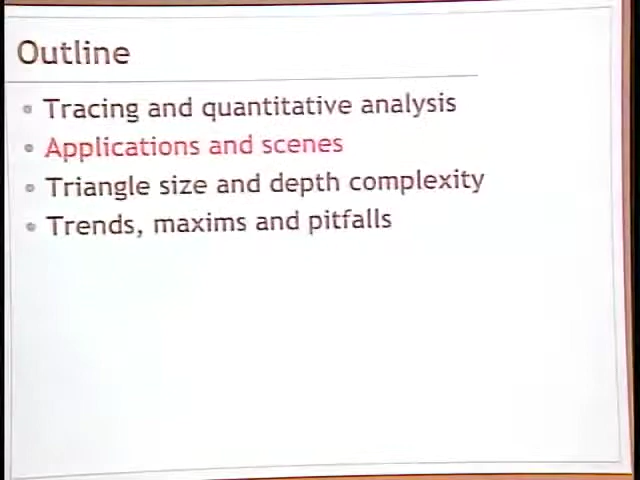 Outline
Tracing and quantitative analysis
Applications and scenes
Triangle size and depth complexity
Trends, maxims and pitfalls